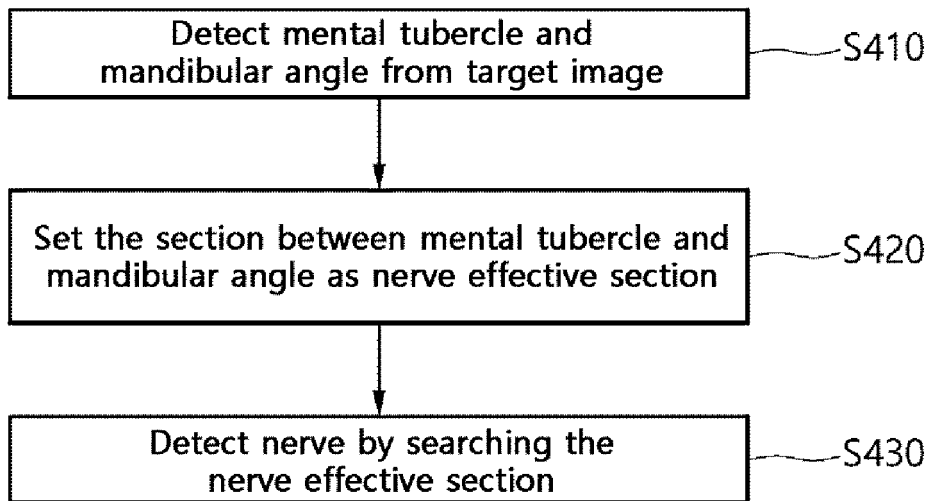 Detect mental tubercle and
mandibular angle from target image
S410
Set the section between mental tubercle and
mandibular angle as nerve effective section
S420
Detect nerve by searching the
nerve effective section
S430